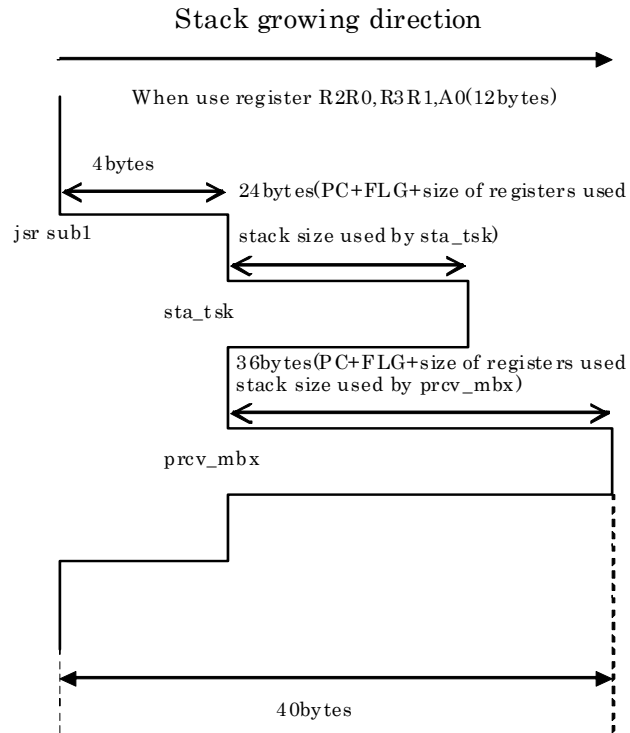 Stack growing direction
When use register R2R0,R3R1,A0(12bytes)
4bytes
24bytes(PC+FLG+size of registers used
jsr sub1
stack size used by sta_tsk)
sta_tsk
36bytes(PC+FLG+size of registers used
stack size used by prcv_mbx)
prcv_mbx
40bytes